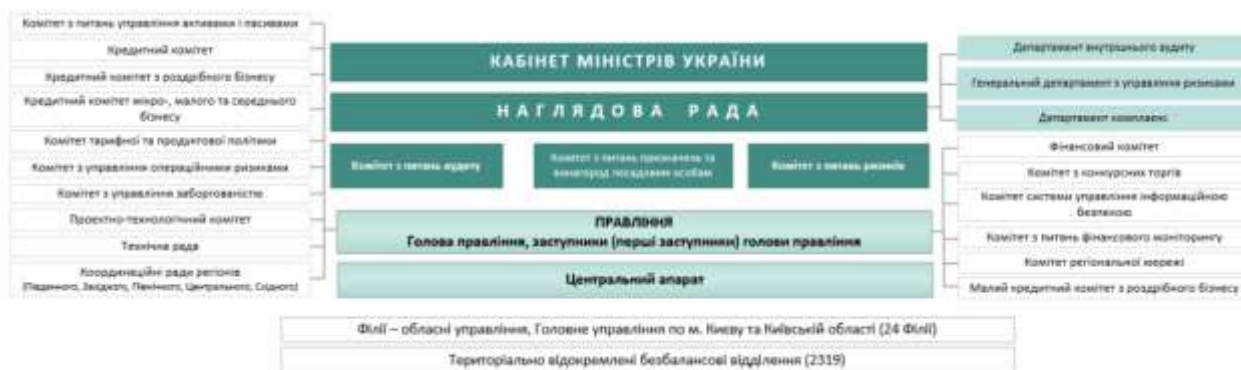 Комітет з питань управління активами і пасивами
Кредитний комітет
Кредитний комітет з роздрібного бізнесу
Кредитний комітет мікро-, малого та середнього
бізнесу
Комітет тарифної та продуктової політики
Комітет з управління операційними ризиками
Комітет з управління заборгованістю
Проектно-технологічний комітет
Технічна рада
Координаційні ради регіонів
(Південного, Західного, Північного, Центрального, Східного)
КАБІНЕТ МІНІСТРІВ УКРАЇНИ
НАГЛЯДОВА РАДА
Комітет з питань аудиту
Комітет з питань призначень та
винагород посадовим особам
Комітет з питань ризиків
ПРАВЛІННЯ
Голова правління, заступники (перші заступники) голови правління
Центральний апарат
Департамент внутрішнього аудиту
Генеральний департамент з управління ризиками
Департамент комплаєнс
Фінансовий комітет
Комітет з конкурсних торгів
Комітет системи управління інформаційною
безпекою
Комітет з питань фінансового моніторингу
Комітет регіональної мережі
Малий кредитний комітет з роздрібного бізнесу
Філії – обласні управління, Головне управління по м. Києву та Київській області (24 Філії)
Територіально відокремлені безбалансові відділення (2319)